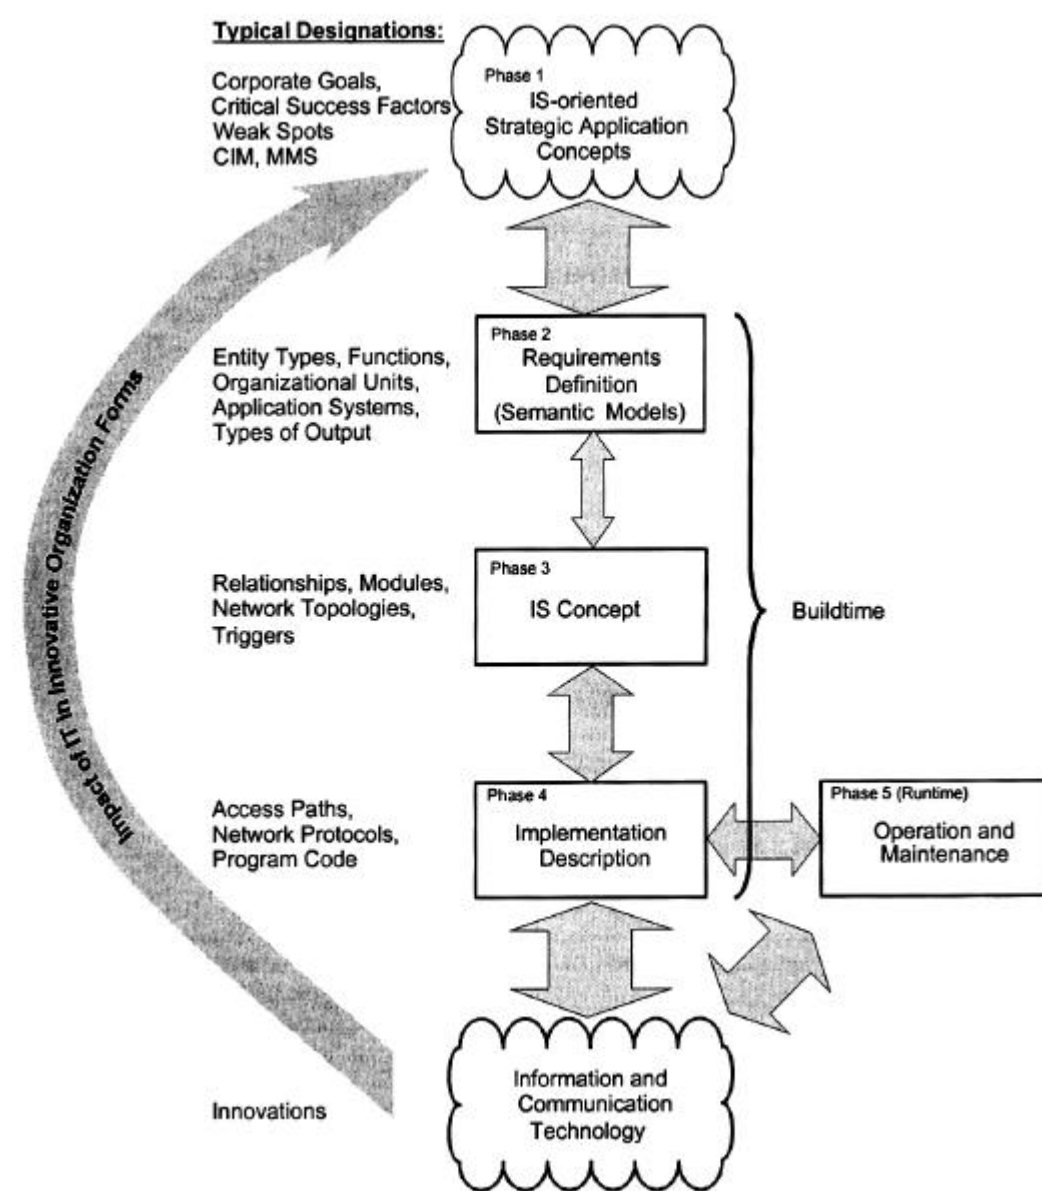 Typical Designations:
Corporate Goals,
Critical Success Factors
Weak Spots
CIM, MMS
Phase 1
IS-oriented
Strategic Application
Concepts
Impact of IT in Innovative Organization Forms
Entity Types, Functions,
Organizational Units,
Application Systems,
Types of Output
Phase 2
Requirements
Definition
(Semantic Models)
Relationships, Modules,
Network Topologies,
Triggers
Phase 3
IS Concept
Buildtime
Access Paths,
Network Protocols,
Program Code
Phase 4
Implementation
Description
Phase 5 (Runtime)
Operation and
Maintenance
Innovations
Information and
Communication
Technology